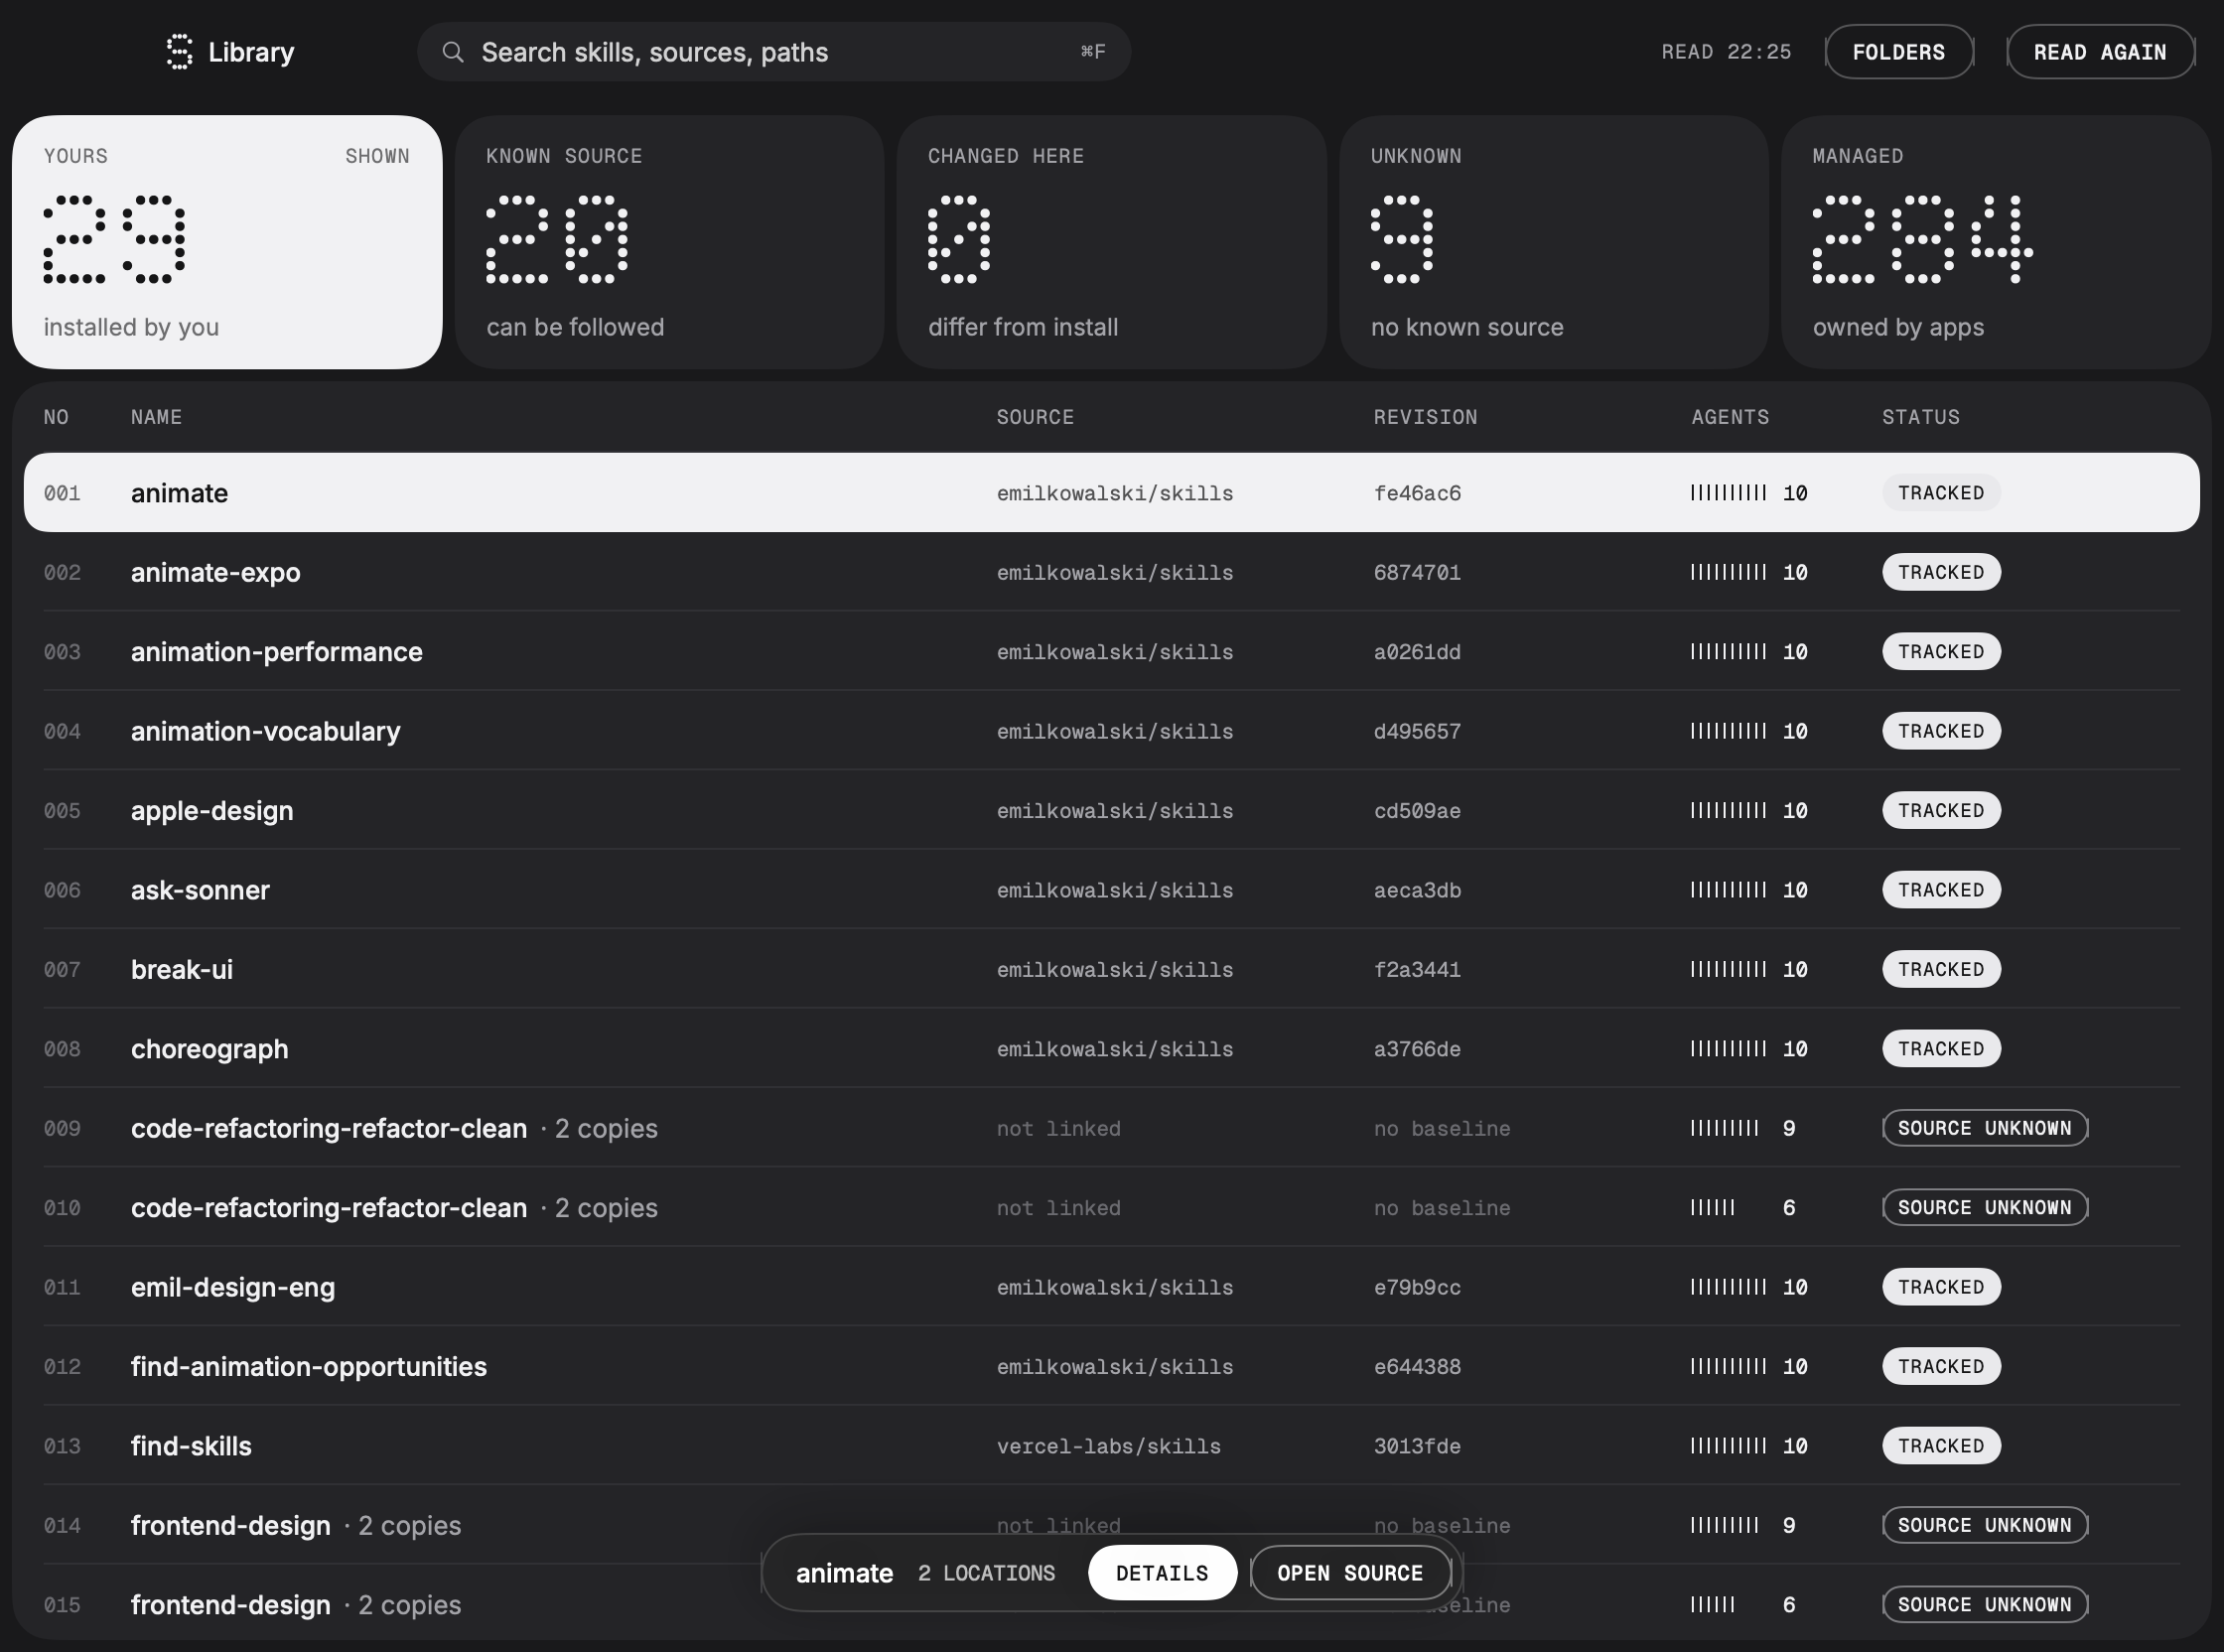 S Library
Search skills, sources, paths ⌘F
READ 22:25
FOLDERS
READ AGAIN
YOURS SHOWN
29
installed by you
KNOWN SOURCE
20
can be followed
CHANGED HERE
0
differ from install
UNKNOWN
9
no known source
MANAGED
284
owned by apps
NO NAME SOURCE REVISION AGENTS STATUS
001 animate emilkowalski/skills fe46ac6 10 TRACKED
002 animate-expo emilkowalski/skills 6874701 10 TRACKED
003 animation-performance emilkowalski/skills a0261dd 10 TRACKED
004 animation-vocabulary emilkowalski/skills d495657 10 TRACKED
005 apple-design emilkowalski/skills cd509ae 10 TRACKED
006 ask-sonner emilkowalski/skills aeca3db 10 TRACKED
007 break-ui emilkowalski/skills f2a3441 10 TRACKED
008 choreograph emilkowalski/skills a3766de 10 TRACKED
009 code-refactoring-refactor-clean · 2 copies not linked no baseline 9 SOURCE UNKNOWN
010 code-refactoring-refactor-clean · 2 copies not linked no baseline 6 SOURCE UNKNOWN
011 emil-design-eng emilkowalski/skills e79b9cc 10 TRACKED
012 find-animation-opportunities emilkowalski/skills e644388 10 TRACKED
013 find-skills vercel-labs/skills 3013fde 10 TRACKED
014 frontend-design · 2 copies not linked no baseline 9 SOURCE UNKNOWN
animate 2 LOCATIONS DETAILS OPEN SOURCE
015 frontend-design · 2 copies 6 SOURCE UNKNOWN